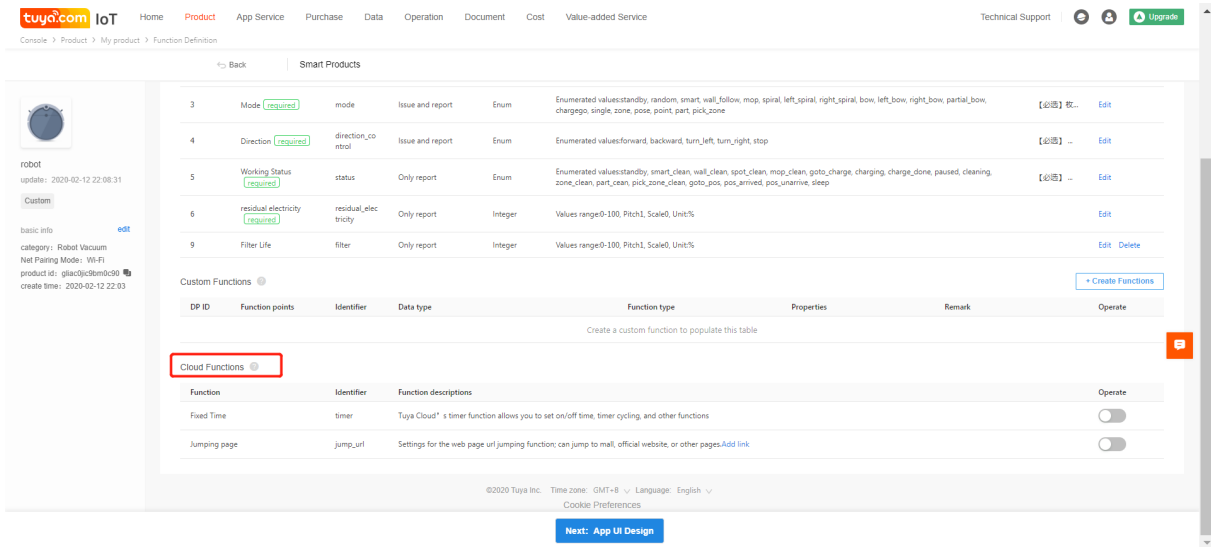 tuya.com IoT Home Product App Service Purchase Data Operation Document Cost Value-added Service Technical Support Upgrade
Console > Product > My product > Function Definition
Back Smart Products
3 Mode required mode Issue and report Enum Enumerated values:standby, random, smart, wall_follow, mop, spiral, left_spiral, right_spiral, bow, left_bow, right_bow, partial_bow,
chargego, single, zone, pose, point, part, pick_zone 【必选】枚... Edit
4 Direction required direction_co
ntrol Issue and report Enum Enumerated values:forward, backward, turn_left, turn_right, stop 【必选】 ... Edit
5 Working Status
required status Only report Enum Enumerated values:standby, smart_clean, wall_clean, spot_clean, mop_clean, goto_charge, charging, charge_done, paused, cleaning,
zone_clean, part_cean, pick_zone_clean, goto_pos, pos_arrived, pos_unarrive, sleep 【必选】 ... Edit
6 residual electricity
required residual_elec
tricity Only report Integer Values range:0-100, Pitch1, Scale0, Unit:% Edit
9 Filter Life filter Only report Integer Values range:0-100, Pitch1, Scale0, Unit:% Edit Delete
robot
update: 2020-02-12 22:08:31
Custom
basic info edit
category: Robot Vacuum
Net Pairing Mode: Wi-Fi
product id: gliac0jic9bm0c90
create time: 2020-02-12 22:03
Custom Functions ? + Create Functions
DP ID Function points Identifier Data type Function type Properties Remark Operate
Create a custom function to populate this table
Cloud Functions ?
Function Identifier Function descriptions Operate
Fixed Time timer Tuya Cloud' s timer function allows you to set on/off time, timer cycling, and other functions
Jumping page jump_url Settings for the web page url jumping function; can jump to mall, official website, or other pages.Add link
©2020 Tuya Inc. Time zone: GMT+8 Language: English
Cookie Preferences
Next: App UI Design